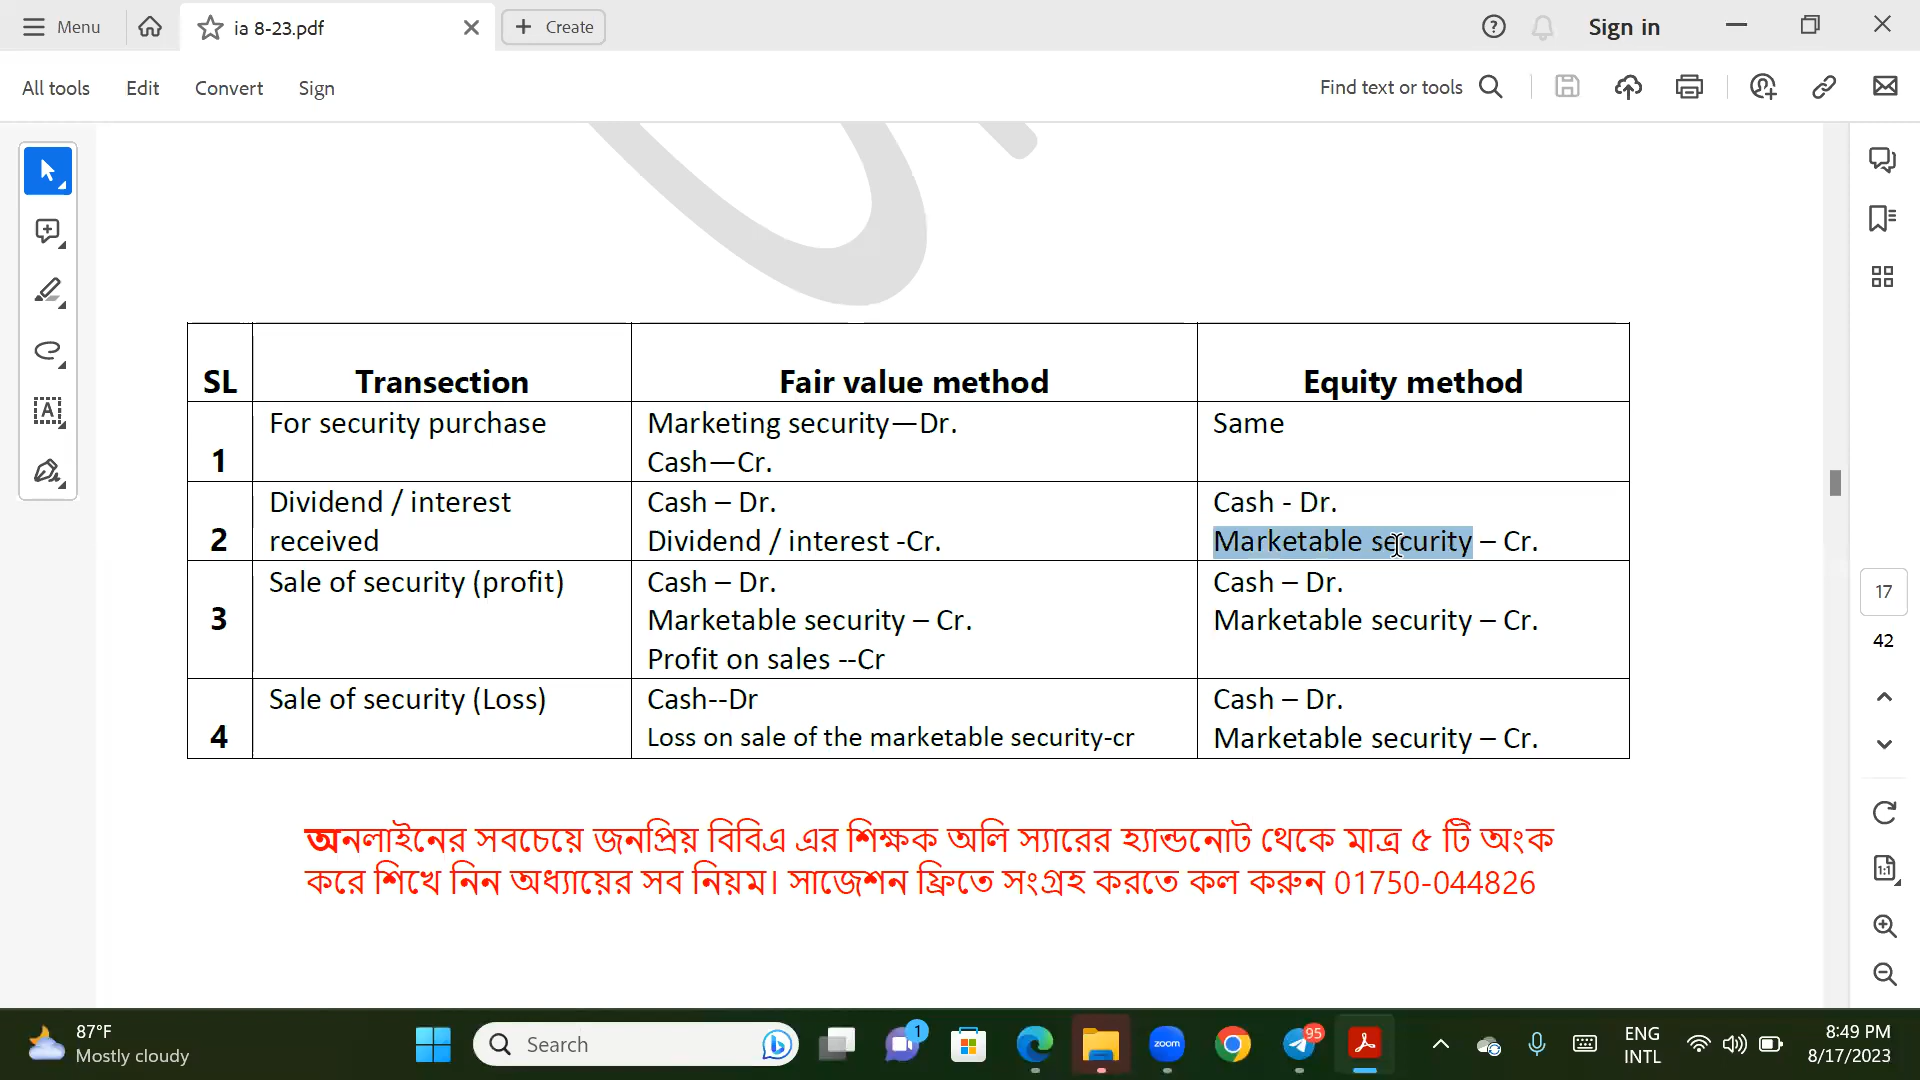 Menu
ia 8-23.pdf
Create
Sign in
All tools
Edit
Convert
Sign
Find text or tools
SL
Transection
Fair value method
Equity method
1
For security purchase
Marketing security—Dr.
Cash—Cr.
Same
2
Dividend / interest
received
Cash – Dr.
Dividend / interest -Cr.
Cash - Dr.
Marketable security – Cr.
3
Sale of security (profit)
Cash – Dr.
Marketable security – Cr.
Profit on sales --Cr
Cash – Dr.
Marketable security – Cr.
4
Sale of security (Loss)
Cash--Dr
Loss on sale of the marketable security-cr
Cash – Dr.
Marketable security – Cr.
অনলাইনের সবচেয়ে জনপ্রিয় বিবিএ এর শিক্ষক অলি স্যারের হ্যান্ডনোট থেকে মাত্র ৫ টি অংক
করে শিখে নিন অধ্যায়ের সব নিয়ম। সাজেশন ফ্রিতে সংগ্রহ করতে কল করুন 01750-044826
17
42
1:1
87°F
Mostly cloudy
Search
1
zoom
95
ENG
INTL
8:49 PM
8/17/2023